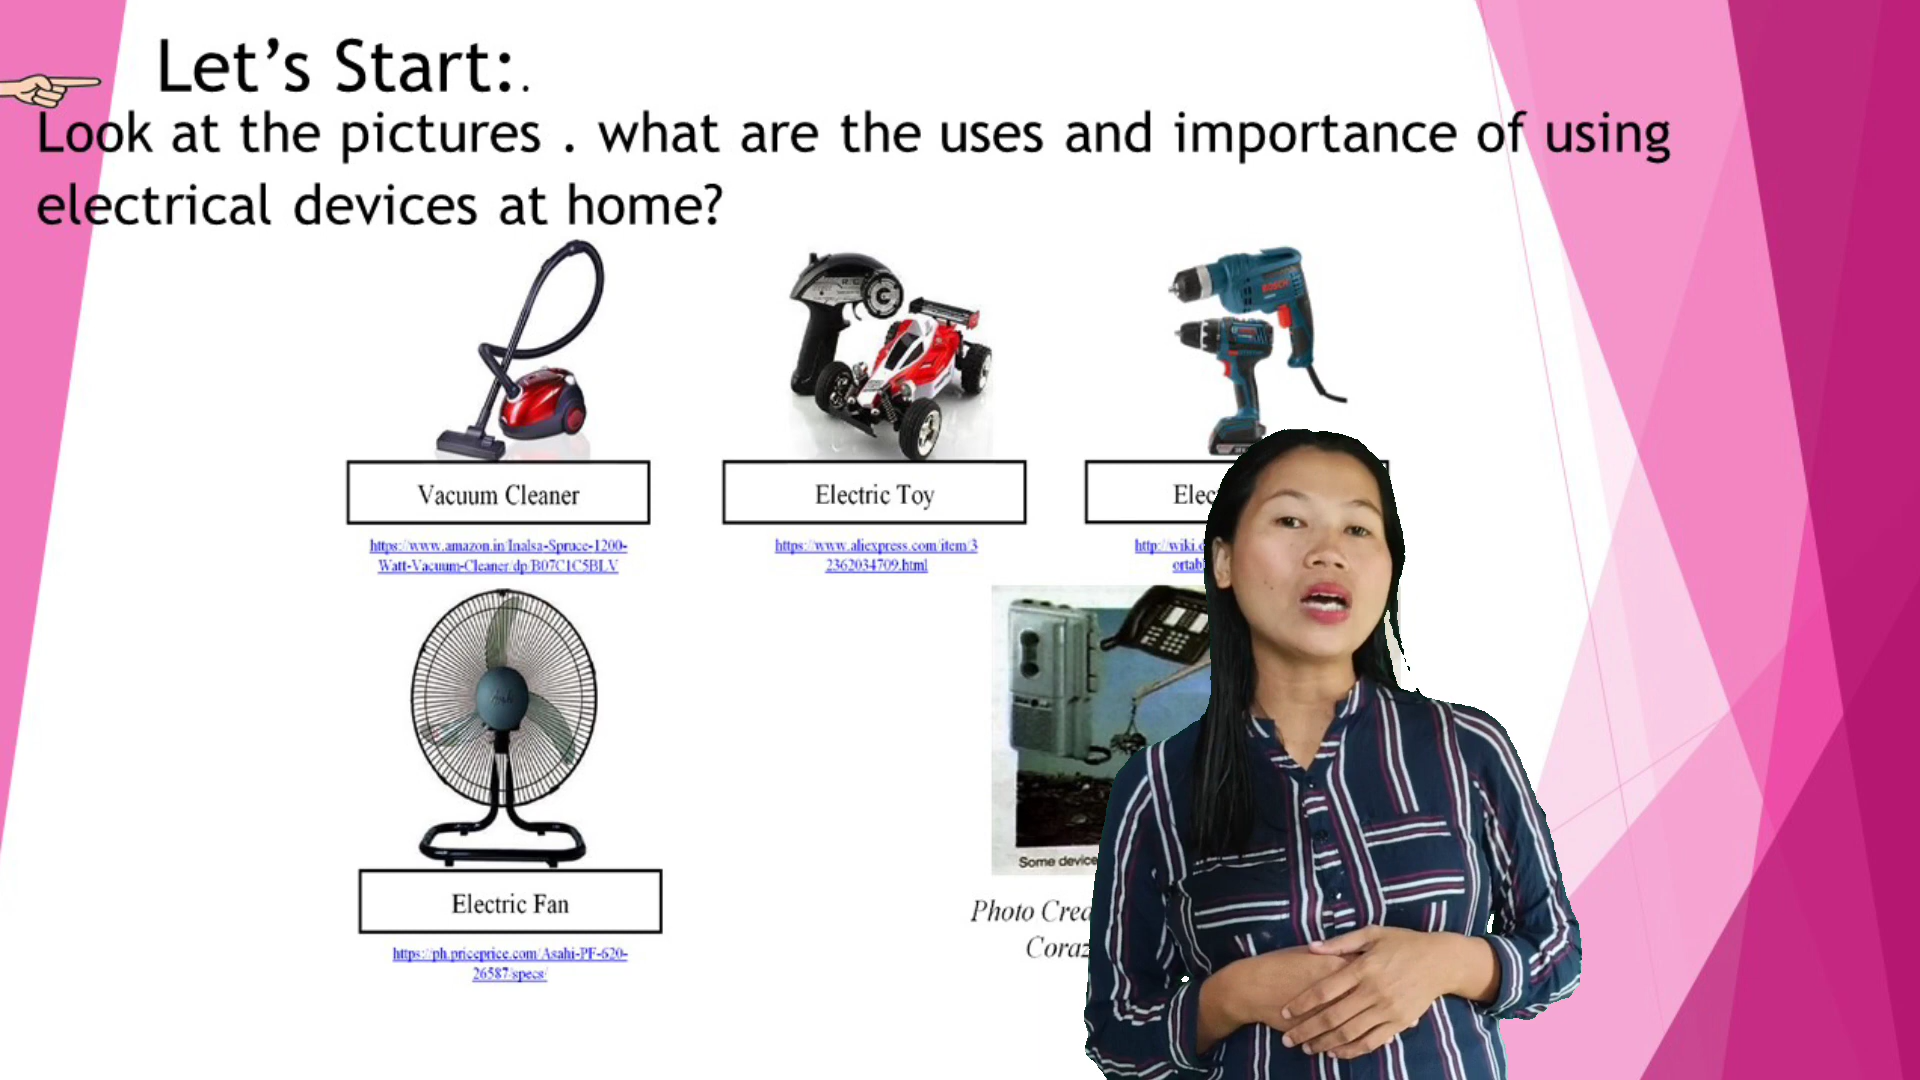 Let’s Start:.
Look at the pictures . what are the uses and importance of using
electrical devices at home?
BOSCH
Vacuum Cleaner
Electric Toy
Elec
https://www.amazon.in/Inalsa-Spruce-1200-
Watt-Vacuum-Cleaner/dp/B07C1C5BLV
https://www.aliexpress.com/item/3
2362034709.html
http://wiki.
ortab
Asahi
Some device
Electric Fan
Photo Cred
Coraz
https://ph.priceprice.com/Asahi-PF-620-
26587/specs/